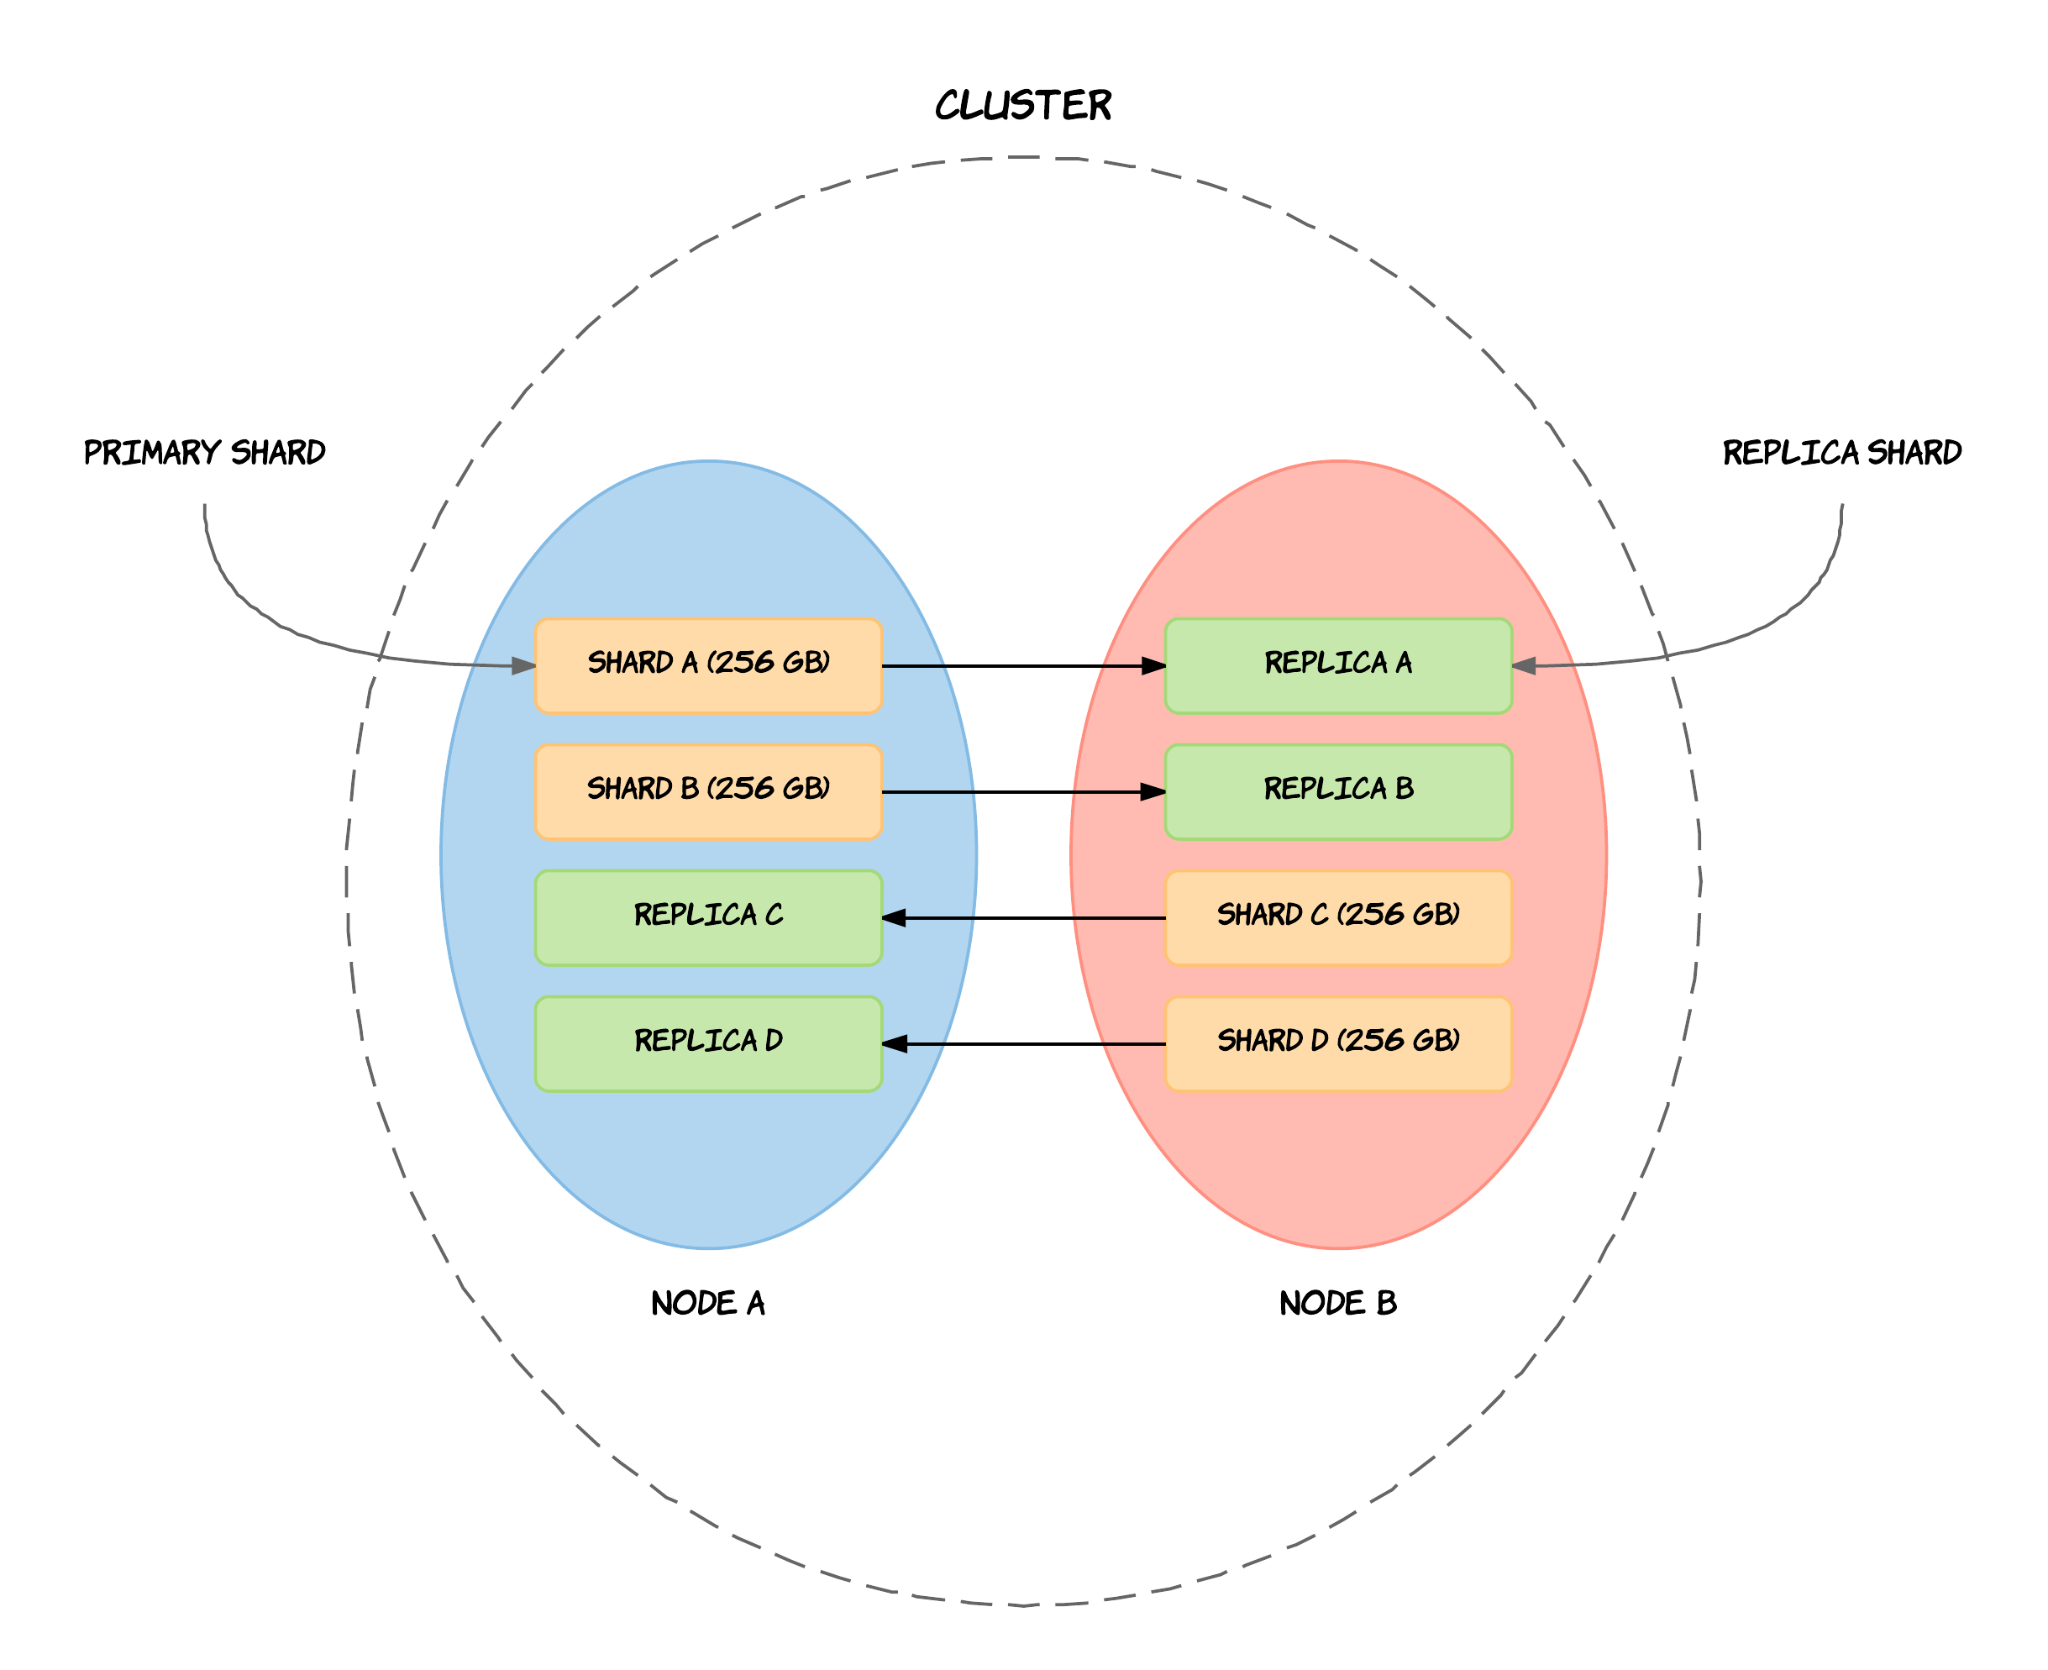 CLUSTER
PRIMARY SHARD
REPLICA SHARD
SHARD A (256 GB)
REPLICA A
SHARD B (256 GB)
REPLICA B
REPLICA C
SHARD C (256 GB)
REPLICA D
SHARD D (256 GB)
NODE A
NODE B